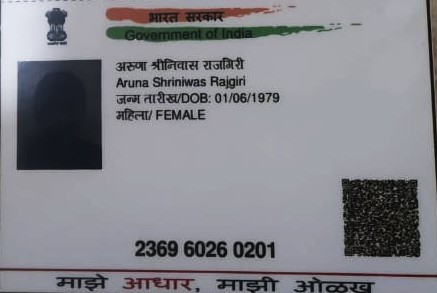 भारत सरकार
Government of India
अरुणा श्रीनिवास राजगिरी
Aruna Shriniwas Rajgiri
जन्म तारीख/DOB: 01/06/1979
महिला/ FEMALE
2369 6026 0201
माझे आधार, माझी ओळख